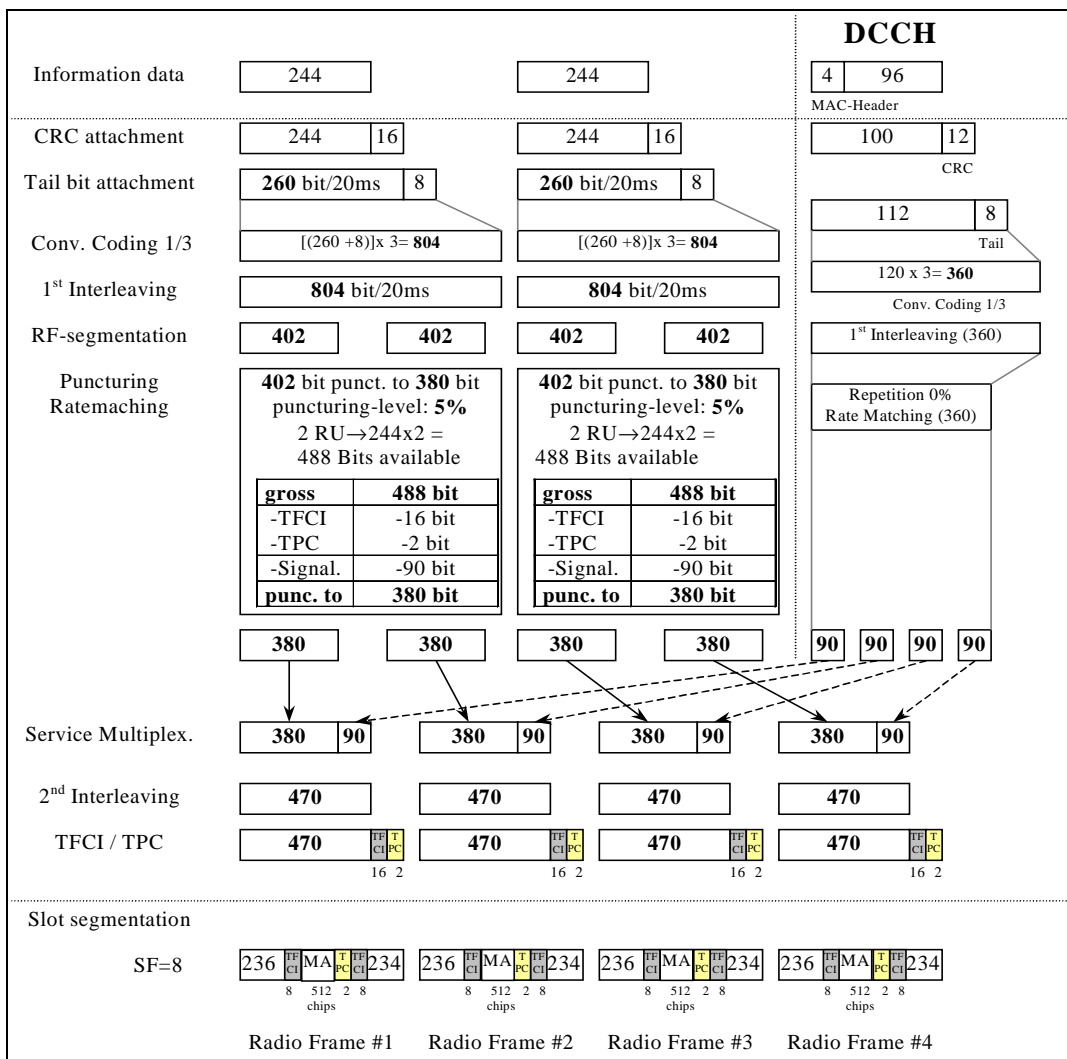 DCCH
Information data 244 244 4 96
MAC-Header
CRC attachment 244 16 244 16 100 12
CRC
Tail bit attachment 260 bit/20ms 8 260 bit/20ms 8
112 8
Tail
Conv. Coding 1/3 [(260 +8)]x 3= 804 [(260 +8)]x 3= 804
120 x 3= 360
Conv. Coding 1/3
1st Interleaving 804 bit/20ms 804 bit/20ms
RF-segmentation 402 402 402 402 1st Interleaving (360)
Puncturing
Ratemaching
402 bit punct. to 380 bit
puncturing-level: 5%
2 RU→244x2 =
488 Bits available
gross 488 bit
-TFCI -16 bit
-TPC -2 bit
-Signal. -90 bit
punc. to 380 bit
402 bit punct. to 380 bit
puncturing-level: 5%
2 RU→244x2 =
488 Bits available
gross 488 bit
-TFCI -16 bit
-TPC -2 bit
-Signal. -90 bit
punc. to 380 bit
Repetition 0%
Rate Matching (360)
380 380 380 380 90 90 90 90
Service Multiplex. 380 90 380 90 380 90 380 90
2nd Interleaving 470 470 470 470
TFCI / TPC 470 TF CI T PC 470 TF CI T PC 470 TF CI T PC 470 TF CI T PC
16 2 16 2 16 2 16 2
Slot segmentation
SF=8 236 TF CI MA T PC TF CI 234 236 TF CI MA T PC TF CI 234 236 TF CI MA T PC TF CI 234 236 TF CI MA T PC TF CI 234
8 512 2 8 8 512 2 8 8 512 2 8 8 512 2 8
chips chips chips chips
Radio Frame #1 Radio Frame #2 Radio Frame #3 Radio Frame #4